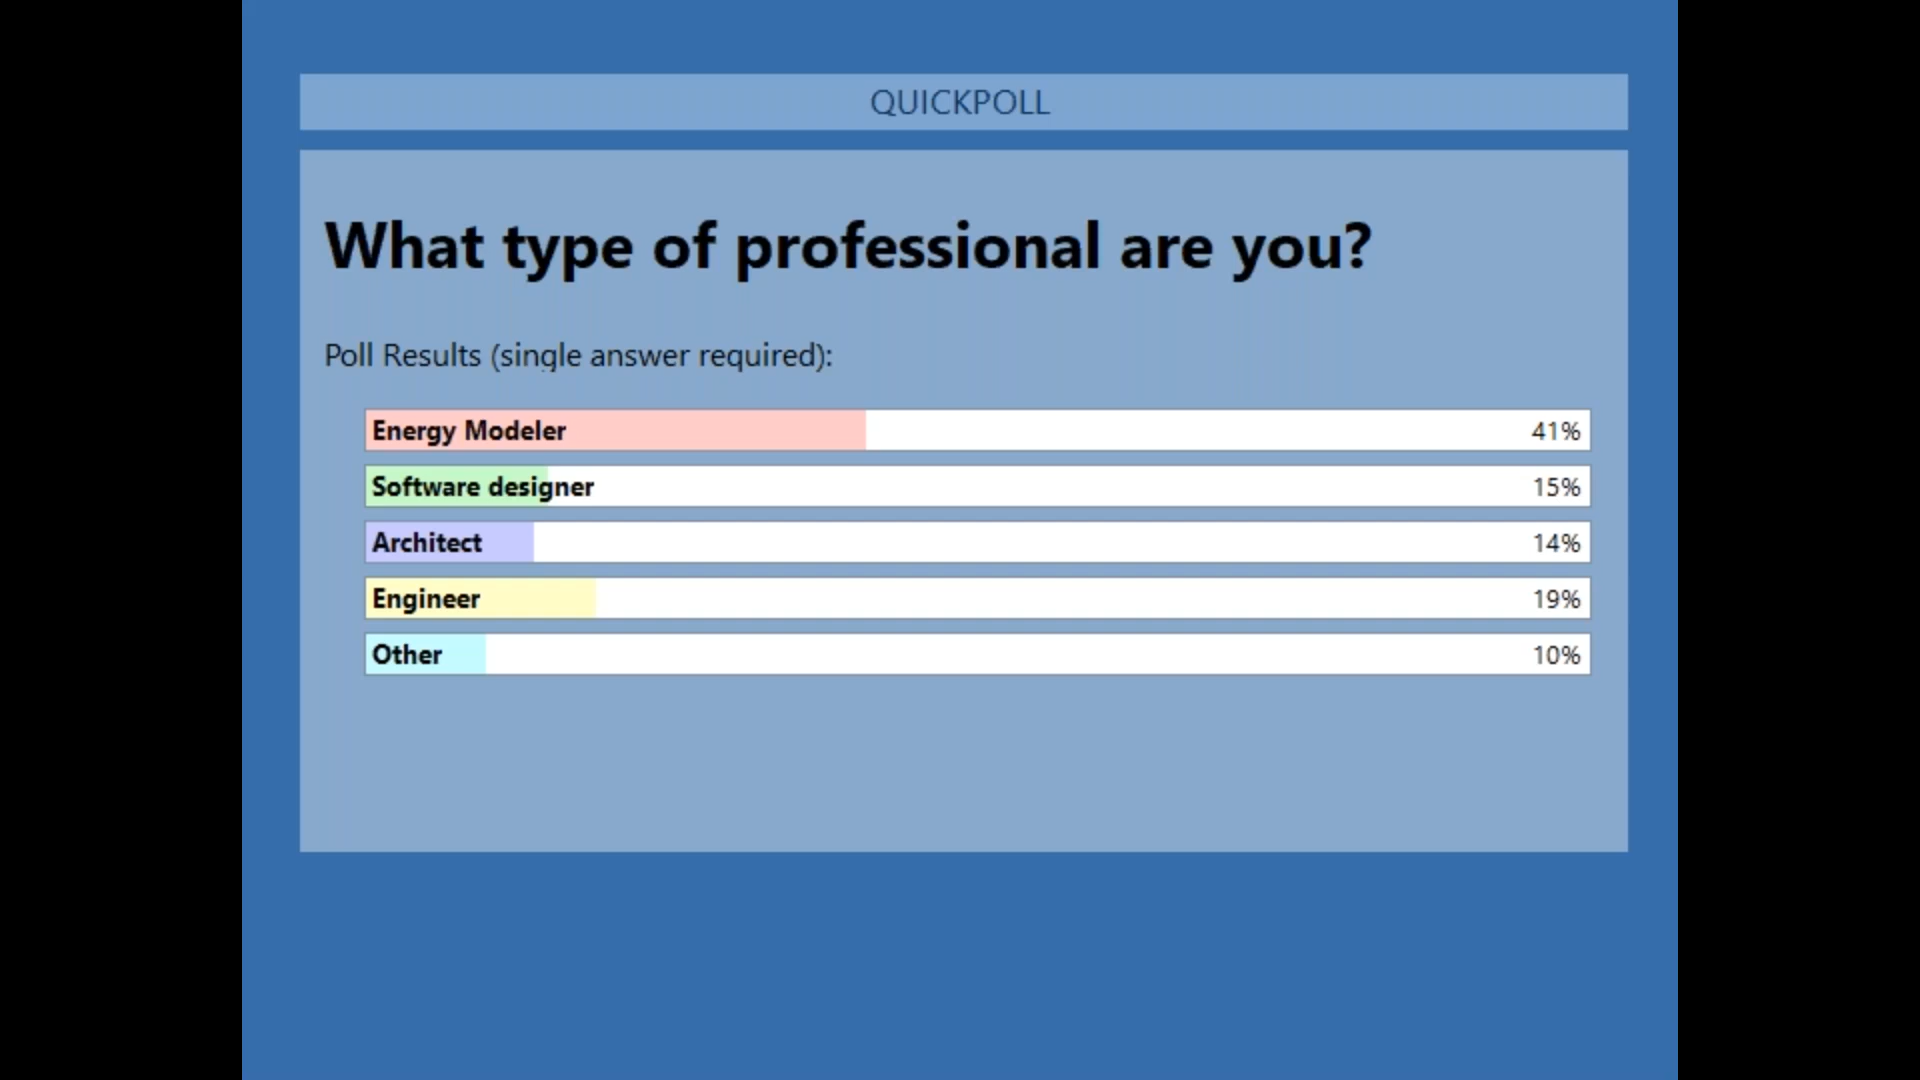 QUICKPOLL
What type of professional are you?
Poll Results (single answer required):
Energy Modeler 41%
Software designer 15%
Architect 14%
Engineer 19%
Other 10%